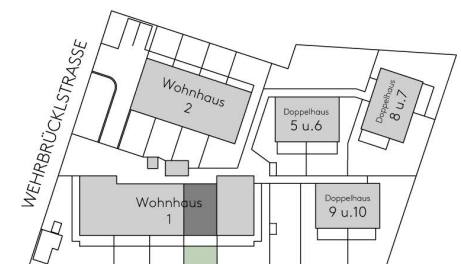 WEHRBRÜCKLSTRASSE
Wohnhaus
2
Doppelhaus
5 u.6
Doppelhaus
8 u.7
Wohnhaus
1
Doppelhaus
9 u.10